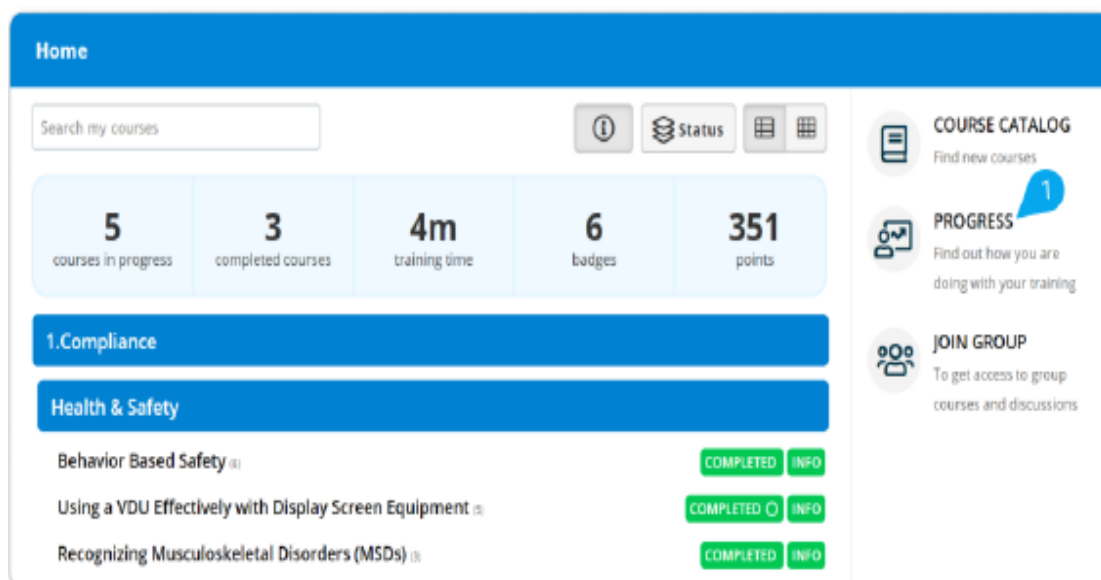 Home
Search my courses
Status
5
courses in progress
3
completed courses
4m
training time
6
badges
351
points
1.Compliance
Health & Safety
Behavior Based Safety
COMPLETED INFO
Using a VDU Effectively with Display Screen Equipment
COMPLETED INFO
Recognizing Musculoskeletal Disorders (MSDs)
COMPLETED INFO
COURSE CATALOG
Find new courses
1
PROGRESS
Find out how you are
doing with your training
JOIN GROUP
To get access to group
courses and discussions